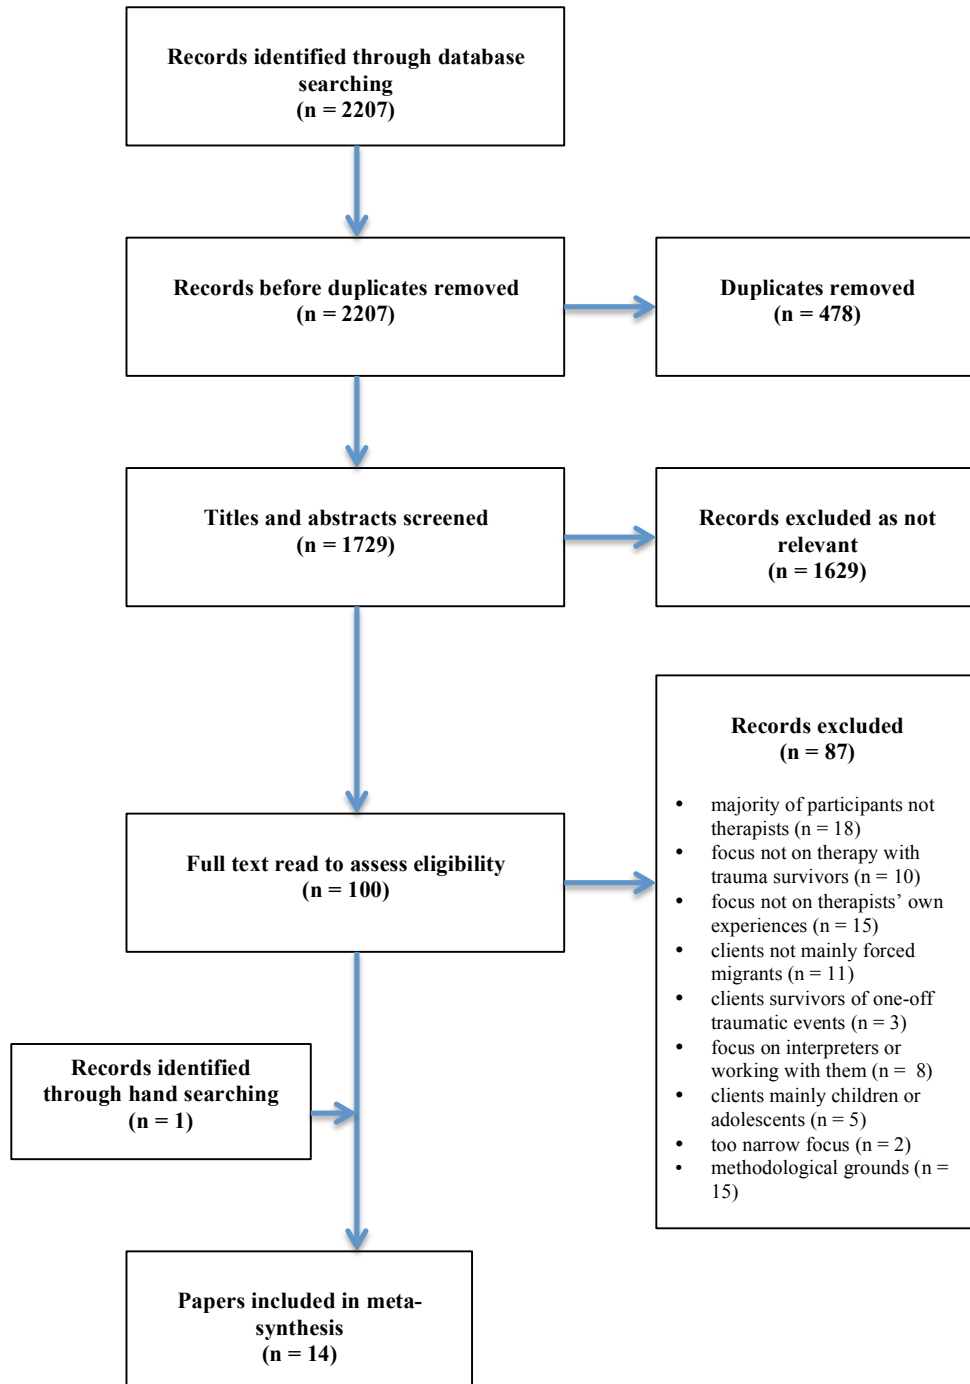 Records identified through database
searching
(n = 2207)
Records before duplicates removed
(n = 2207)
Duplicates removed
(n = 478)
Titles and abstracts screened
(n = 1729)
Records excluded as not
relevant
(n = 1629)
Records excluded
(n = 87)
• majority of participants not
therapists (n = 18)
• focus not on therapy with
trauma survivors (n = 10)
• focus not on therapists’ own
experiences (n = 15)
• clients not mainly forced
migrants (n = 11)
• clients survivors of one-off
traumatic events (n = 3)
• focus on interpreters or
working with them (n = 8)
• clients mainly children or
adolescents (n = 5)
• too narrow focus (n = 2)
• methodological grounds (n =
15)
Full text read to assess eligibility
(n = 100)
Records identified
through hand searching
(n = 1)
Papers included in meta-
synthesis
(n = 14)